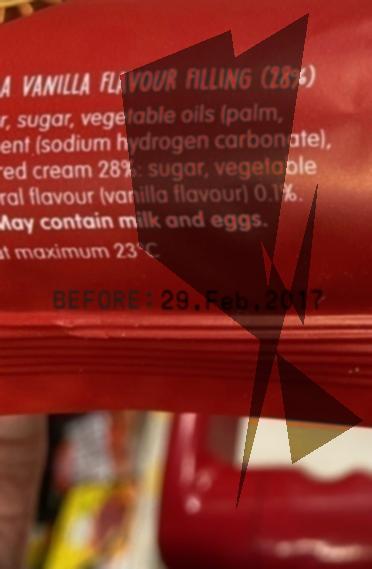 A VANILLA FLAVOUR FILLING (28%)
r, sugar, vegetable oils (palm,
ent (sodium hydrogen carbonate),
red cream 28%: sugar, vegetable
ral flavour (vanilla flavour) 0.1%.
May contain milk and eggs.
at maximum 23°C
BEFORE: 29.Feb.2017